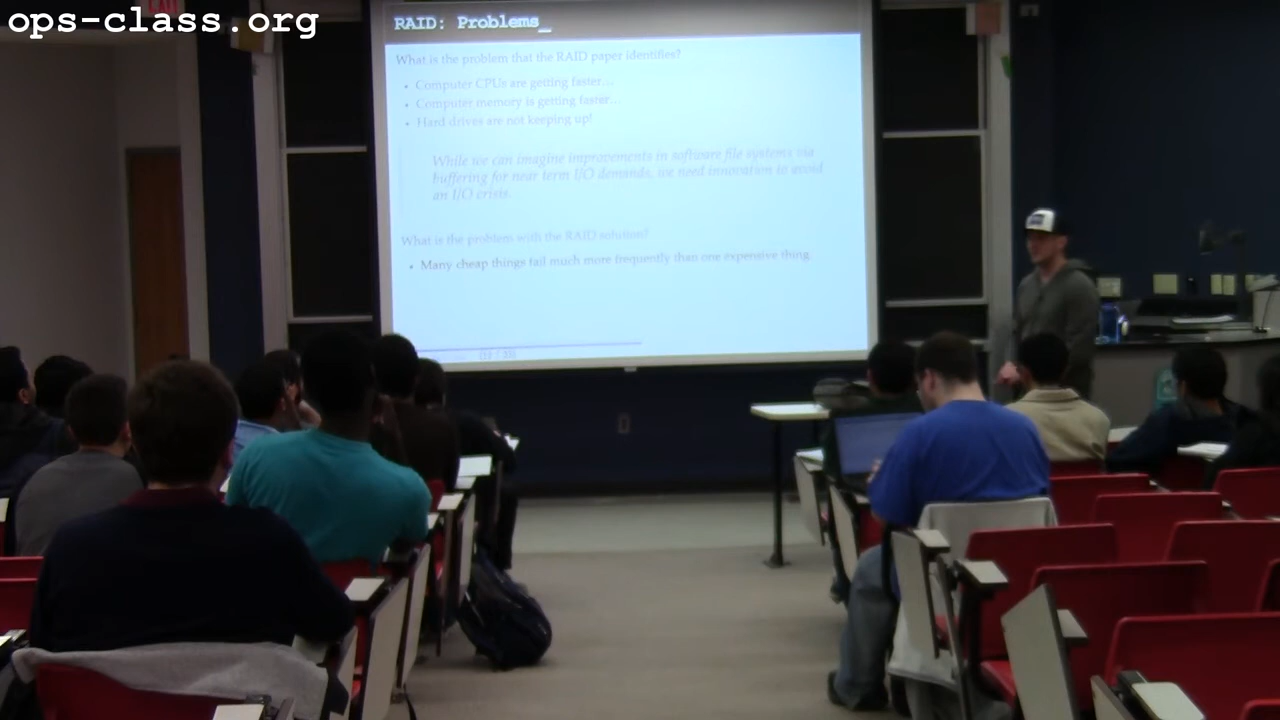 EXIT
ops-class.org
RAID: Problems_
What is the problem that the RAID paper identifies?
• Computer CPUs are getting faster…
• Computer memory is getting faster…
• Hard drives are not keeping up!
While we can imagine improvements in software file systems via
buffering for near term I/O demands, we need innovation to avoid
an I/O crisis.
What is the problem with the RAID solution?
• Many cheap things fail much more frequently than one expensive thing.